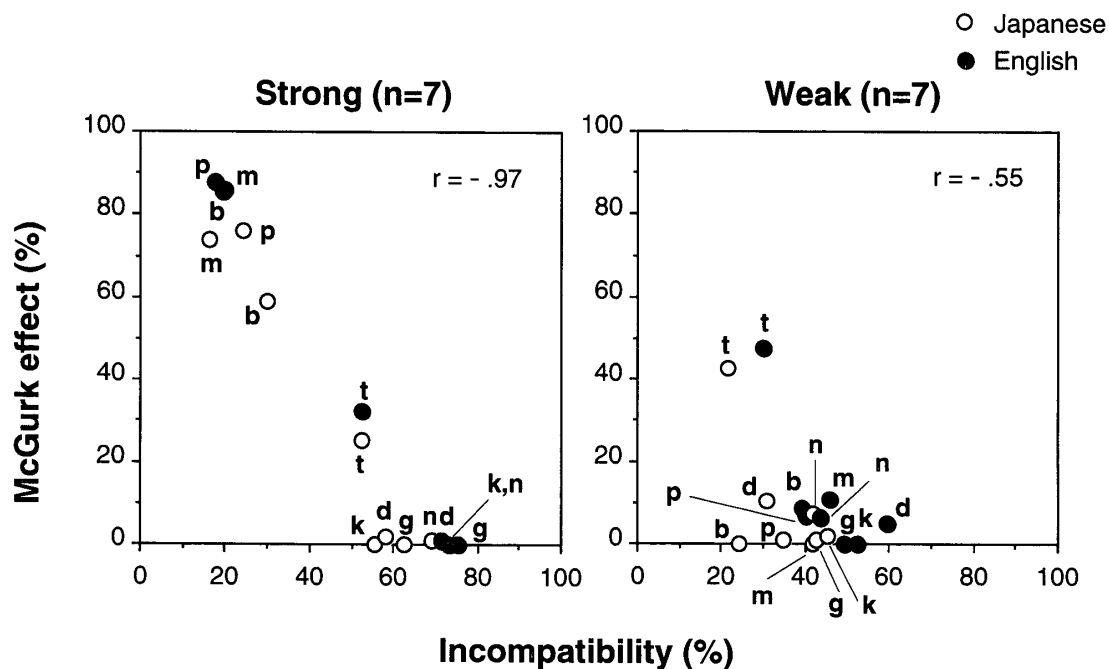 Japanese
English
Strong (n=7)
Weak (n=7)
McGurk effect (%)
100
80
60
40
20
0
0 20 40 60 80 100
r = - .97
p
m
b
p
m
b
t
t
k,n
k d g n d g
100
80
60
40
20
0
0 20 40 60 80 100
r = - .55
t
t
n
n
d b m
p
d
b p g k
m
g k
Incompatibility (%)